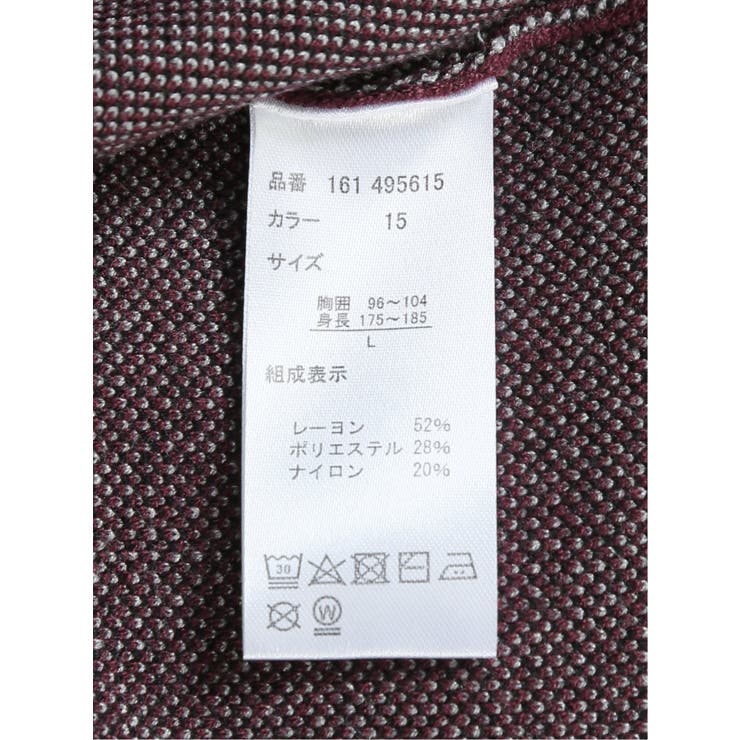 品番 161 495615
カラー 15
サイズ
胸囲 96～104
身長 175～185
L
組成表示
レーヨン 52%
ポリエステル 28%
ナイロン 20%
30
W